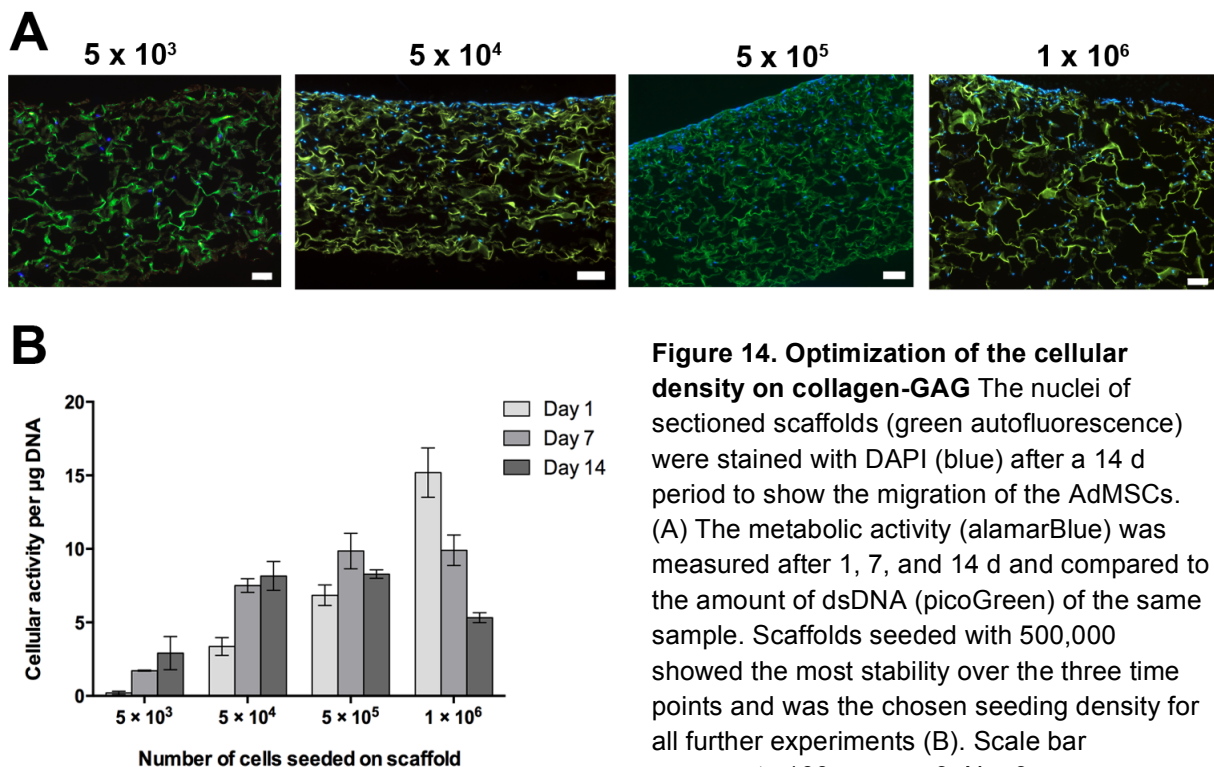 A
5 x 10³
5 x 10⁴
5 x 10⁵
1 x 10⁶
B
Cellular activity per µg DNA
20
15
10
5
0
Day 1
Day 7
Day 14
5 × 10³
5 × 10⁴
5 × 10⁵
1 × 10⁶
Number of cells seeded on scaffold
Figure 14. Optimization of the cellular
density on collagen-GAG The nuclei of
sectioned scaffolds (green autofluorescence)
were stained with DAPI (blue) after a 14 d
period to show the migration of the AdMSCs.
(A) The metabolic activity (alamarBlue) was
measured after 1, 7, and 14 d and compared to
the amount of dsDNA (picoGreen) of the same
sample. Scaffolds seeded with 500,000
showed the most stability over the three time
points and was the chosen seeding density for
all further experiments (B). Scale bar